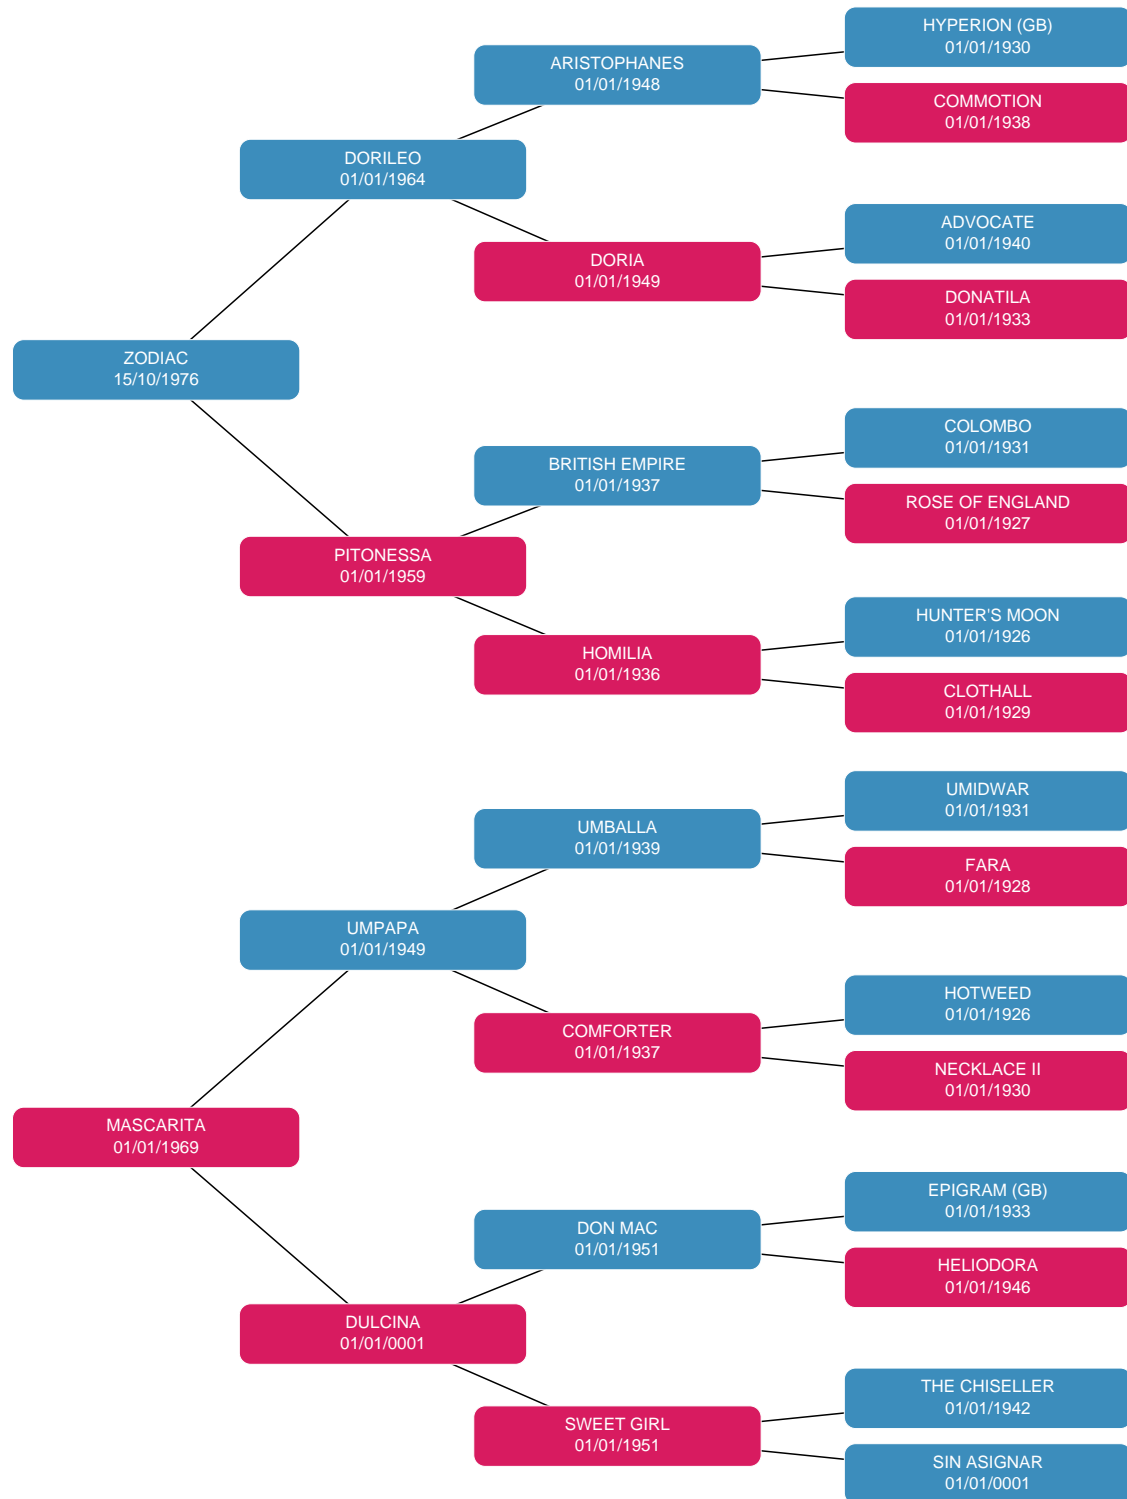 HYPERION (GB)
01/01/1930
ARISTOPHANES
01/01/1948
COMMOTION
01/01/1938
DORILEO
01/01/1964
ADVOCATE
01/01/1940
DORIA
01/01/1949
DONATILA
01/01/1933
ZODIAC
15/10/1976
COLOMBO
01/01/1931
BRITISH EMPIRE
01/01/1937
ROSE OF ENGLAND
01/01/1927
PITONESSA
01/01/1959
HUNTER'S MOON
01/01/1926
HOMILIA
01/01/1936
CLOTHALL
01/01/1929
UMIDWAR
01/01/1931
UMBALLA
01/01/1939
FARA
01/01/1928
UMPAPA
01/01/1949
HOTWEED
01/01/1926
COMFORTER
01/01/1937
NECKLACE II
01/01/1930
MASCARITA
01/01/1969
EPIGRAM (GB)
01/01/1933
DON MAC
01/01/1951
HELIODORA
01/01/1946
DULCINA
01/01/0001
THE CHISELLER
01/01/1942
SWEET GIRL
01/01/1951
SIN ASIGNAR
01/01/0001